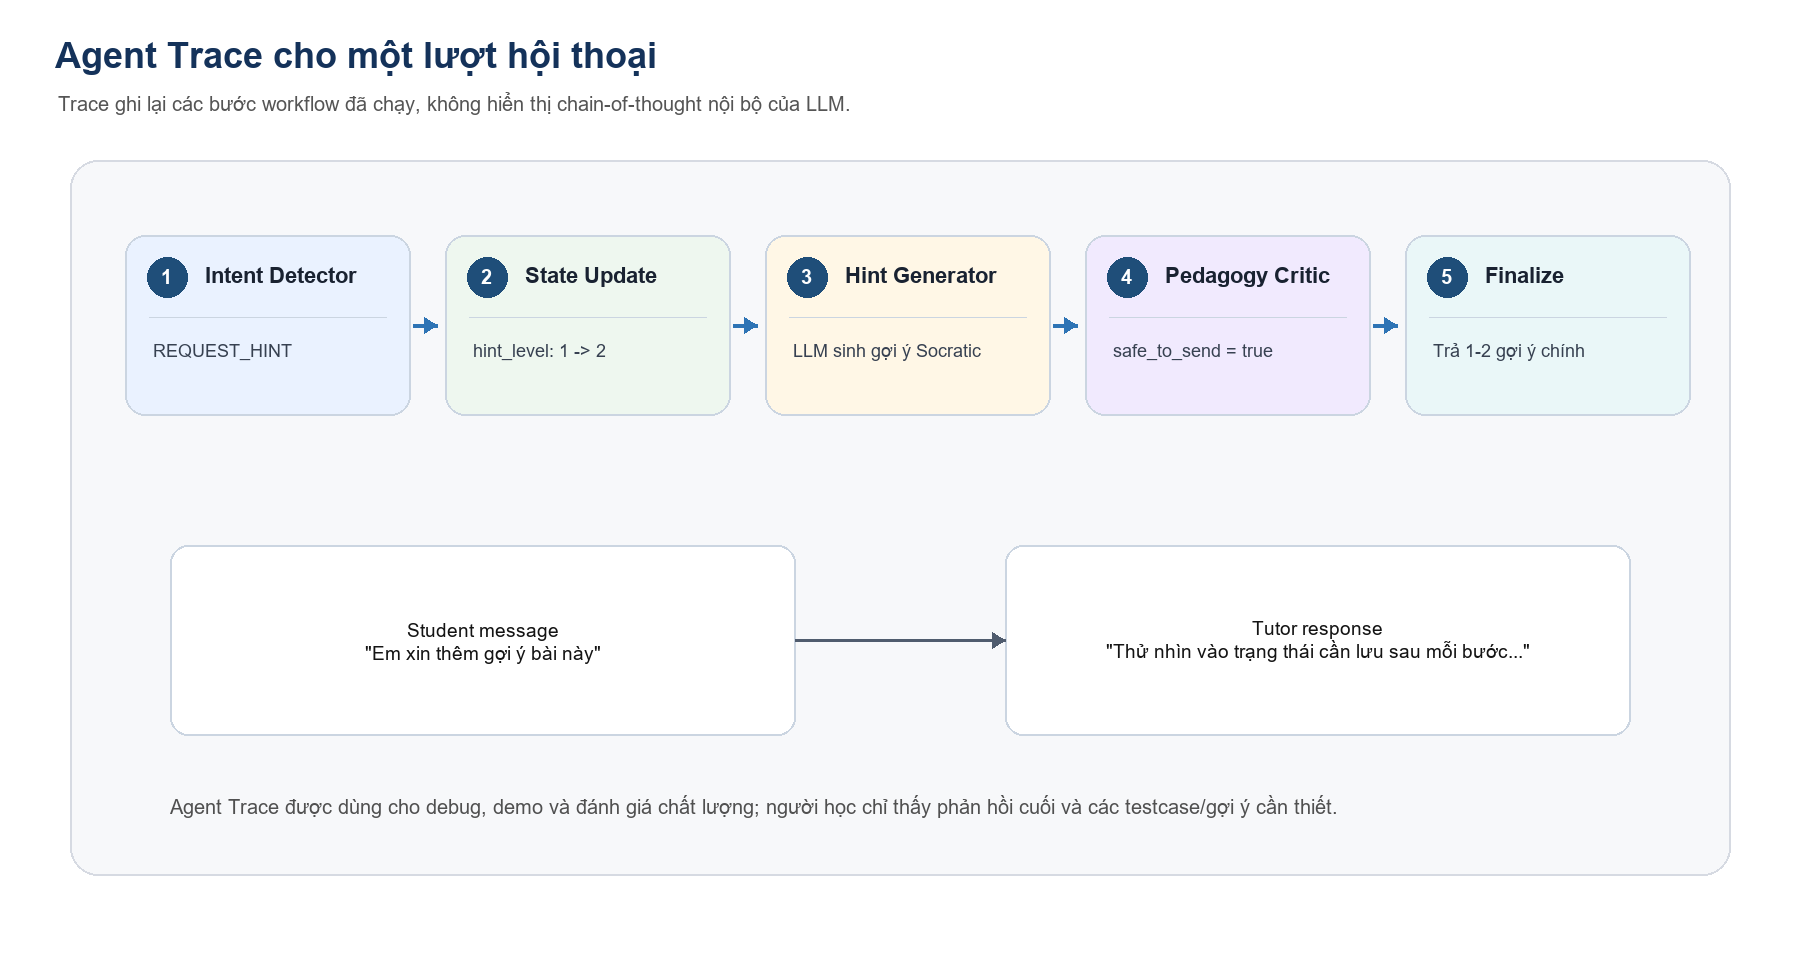 Agent Trace cho một lượt hội thoại
Trace ghi lại các bước workflow đã chạy, không hiển thị chain-of-thought nội bộ của LLM.
1 Intent Detector
REQUEST_HINT
2 State Update
hint_level: 1 -> 2
3 Hint Generator
LLM sinh gợi ý Socratic
4 Pedagogy Critic
safe_to_send = true
5 Finalize
Trả 1-2 gợi ý chính
Student message
"Em xin thêm gợi ý bài này"
Tutor response
"Thử nhìn vào trạng thái cần lưu sau mỗi bước..."
Agent Trace được dùng cho debug, demo và đánh giá chất lượng; người học chỉ thấy phản hồi cuối và các testcase/gợi ý cần thiết.